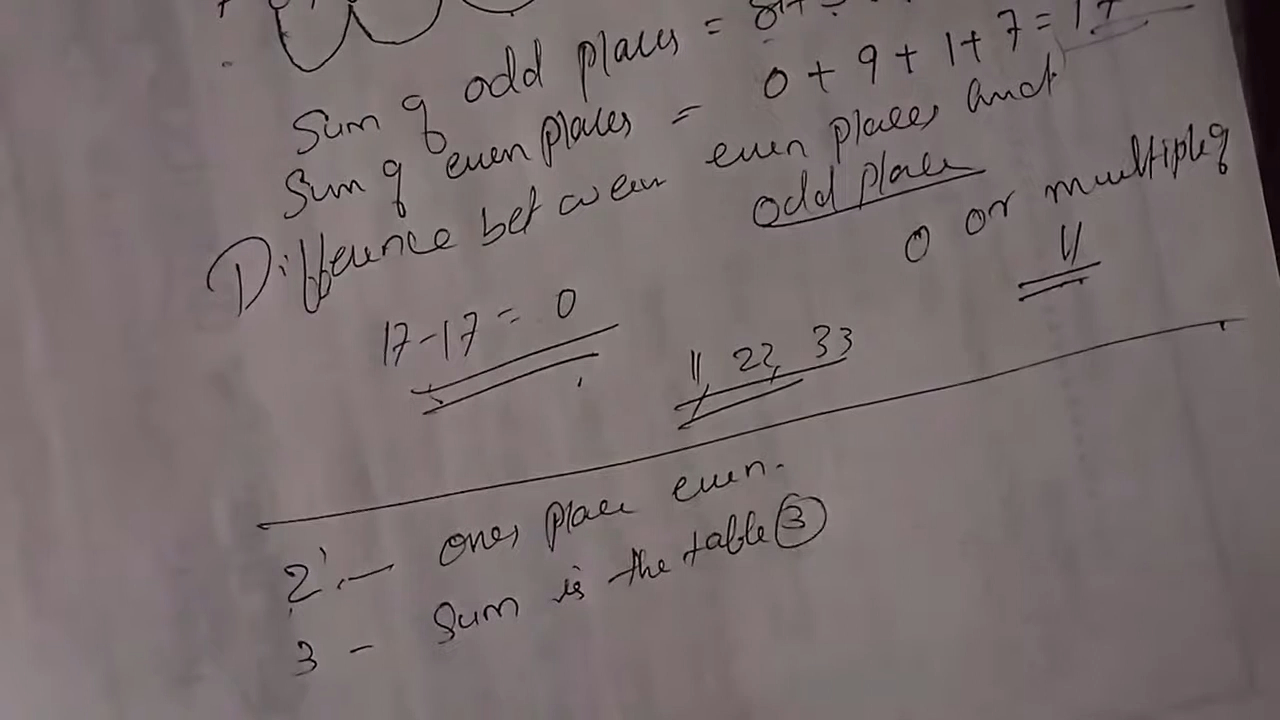 Sum of odd places =
Sum of even places = 0 + 9 + 1 + 7 = 17
Difference between even places and
odd place
0 or multiple of
11
17-17 = 0
11, 22, 33
2 - ones place even.
3 - Sum is the table 3